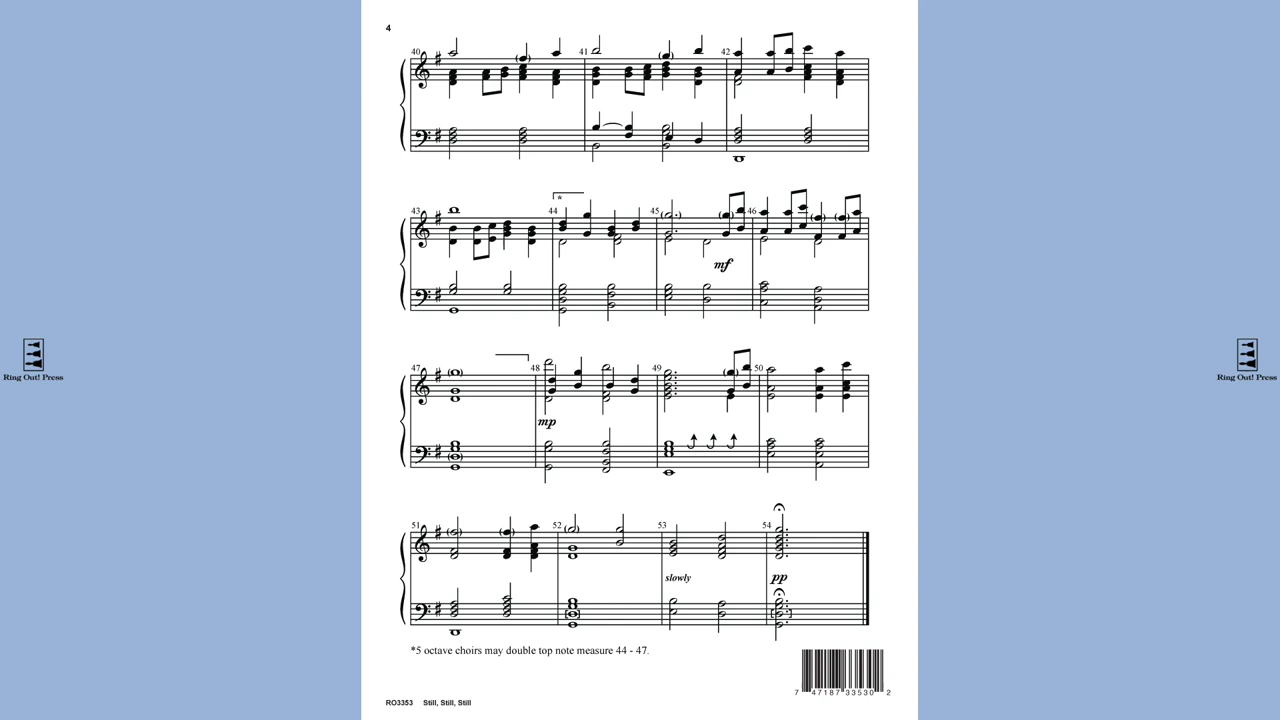 4
40 41 42
43 44 * 45 46
mf
47 48 49 50
mp
Ring Out! Press
Ring Out! Press
51 52 53 54
slowly pp
*5 octave choirs may double top note measure 44 - 47.
7 47187 33530 2
RO3353 Still, Still, Still